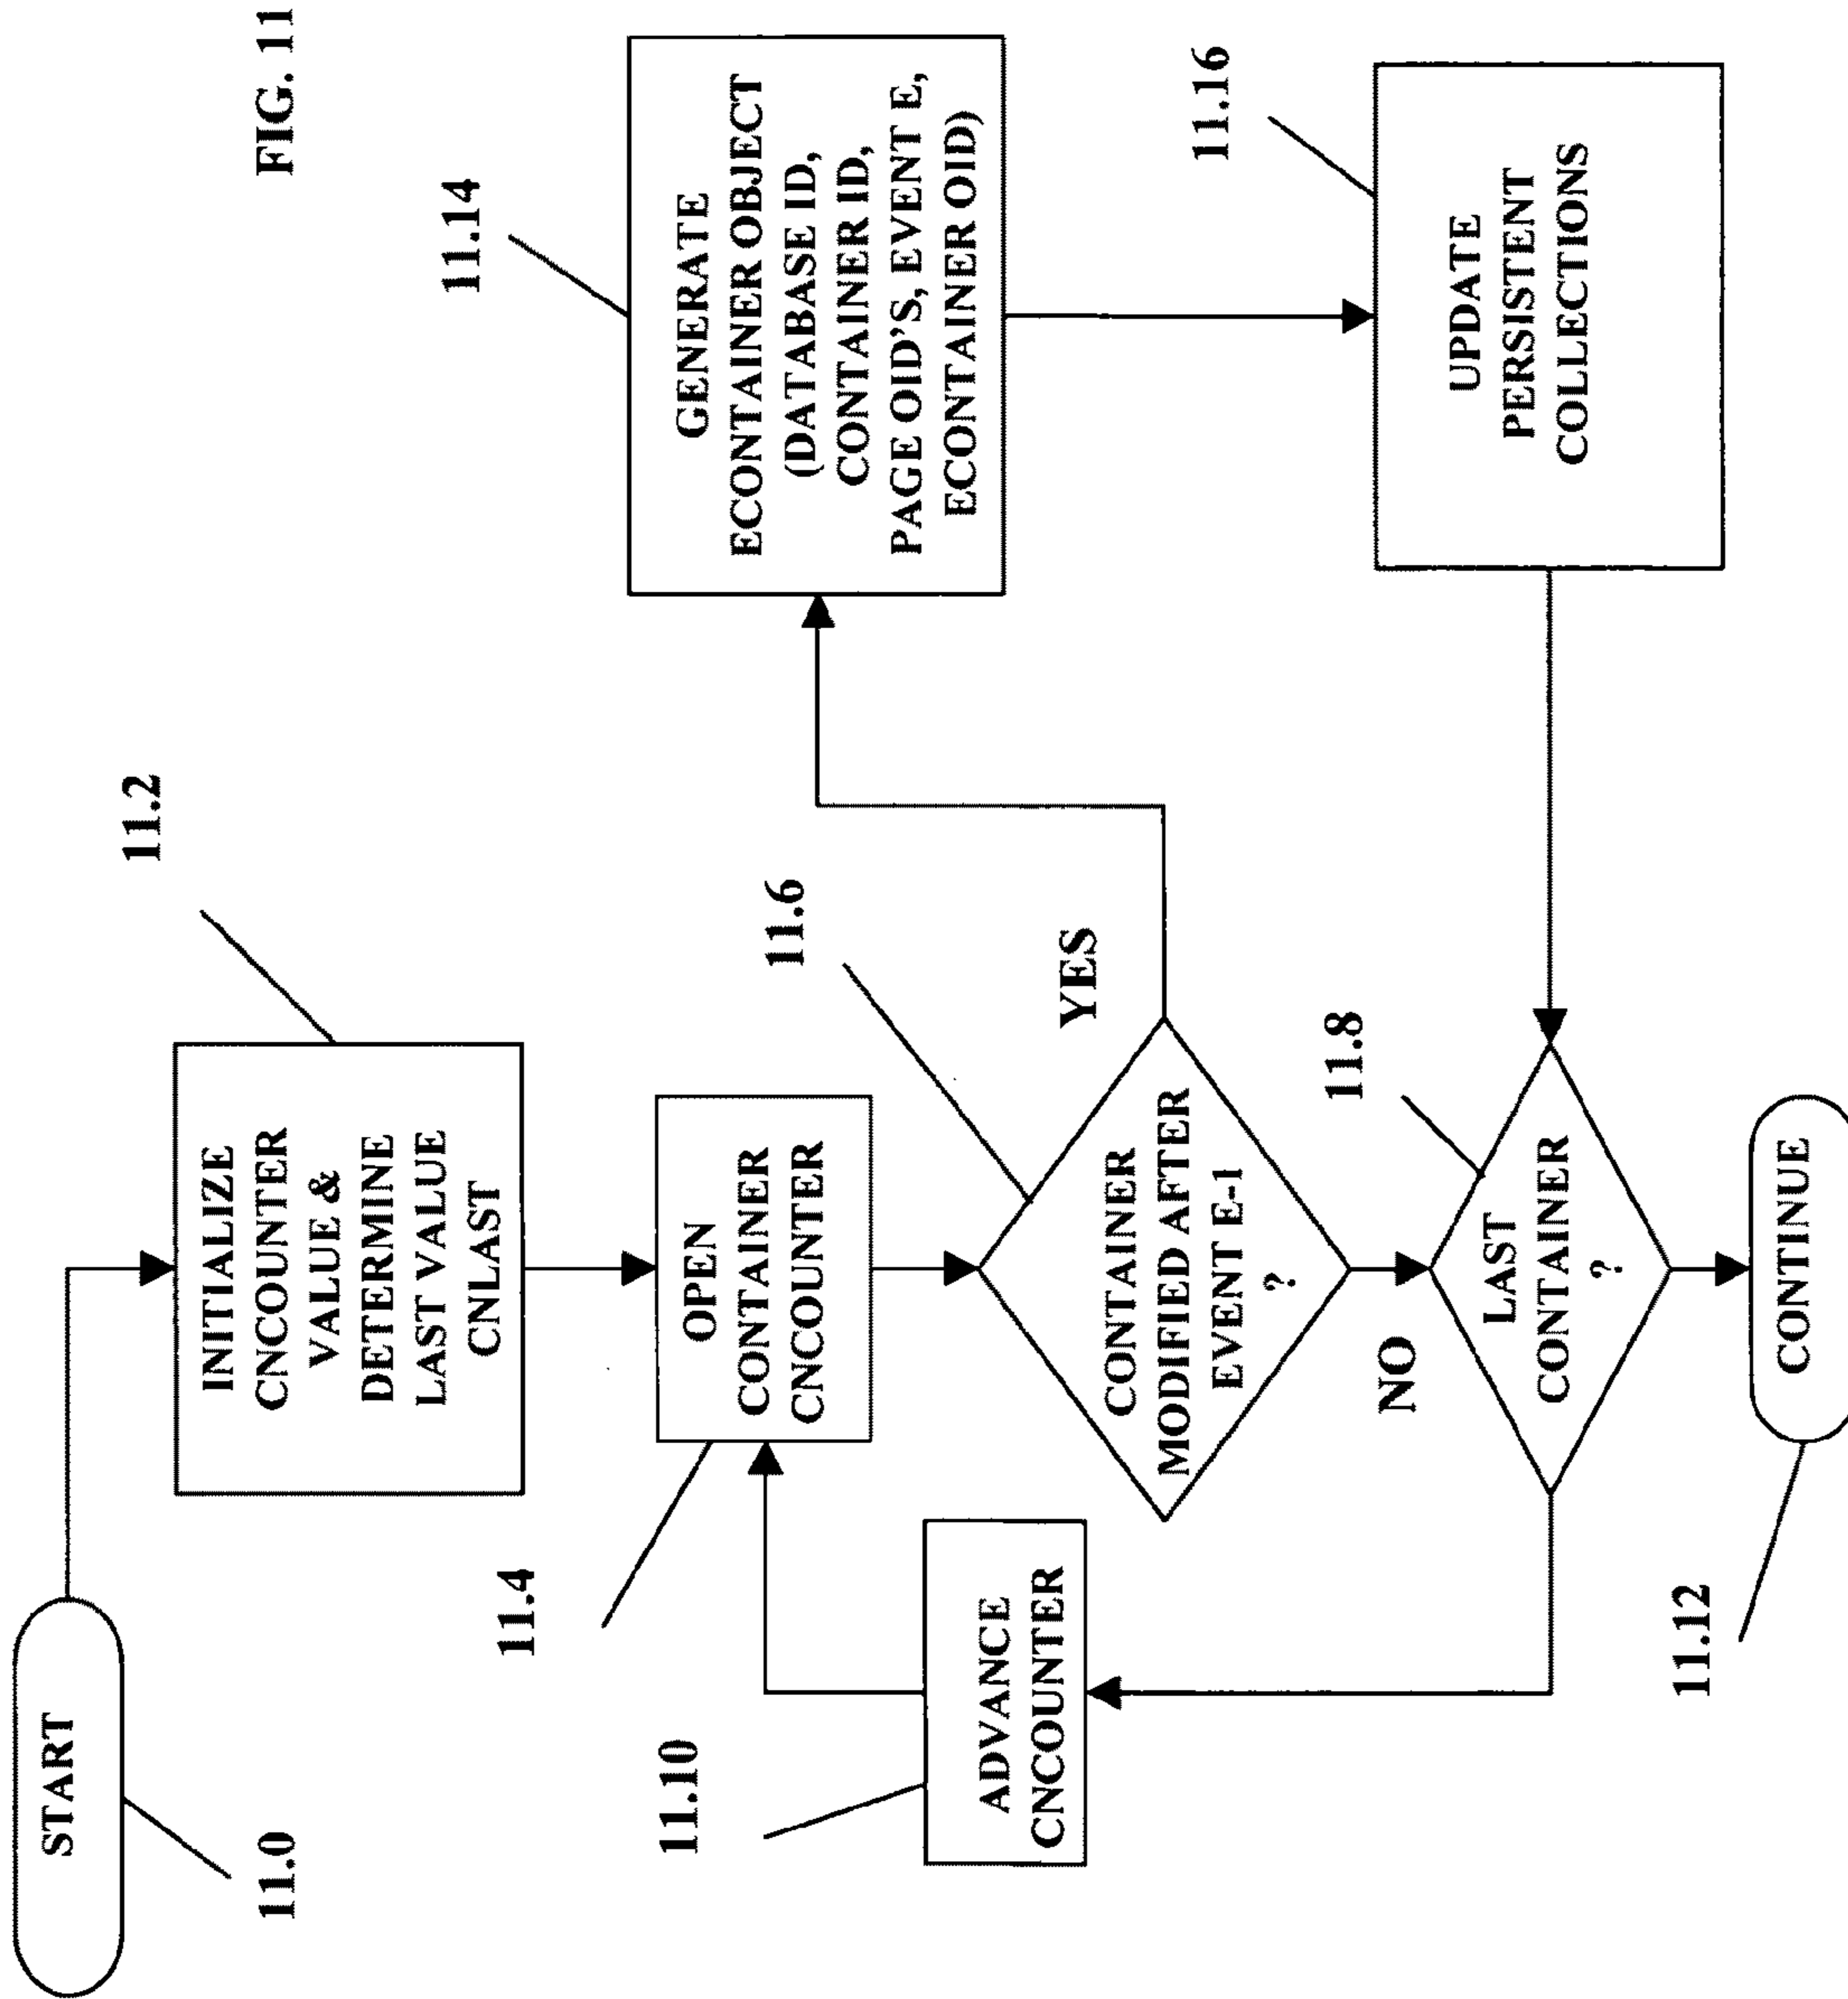 FIG. 11
START
11.0
11.2
INITIALIZE
CNCOUNTER
VALUE &
DETERMINE
LAST VALUE
CNLAST
11.4
OPEN
CONTAINER
CNCOUNTER
11.6
CONTAINER
MODIFIED AFTER
EVENT E-1
?
YES
NO
11.14
GENERATE
ECONTAINER OBJECT
(DATABASE ID,
CONTAINER ID,
PAGE OID'S, EVENT E,
ECONTAINER OID)
11.16
UPDATE
PERSISTENT
COLLECTIONS
11.8
LAST
CONTAINER
?
11.10
ADVANCE
CNCOUNTER
11.12
CONTINUE